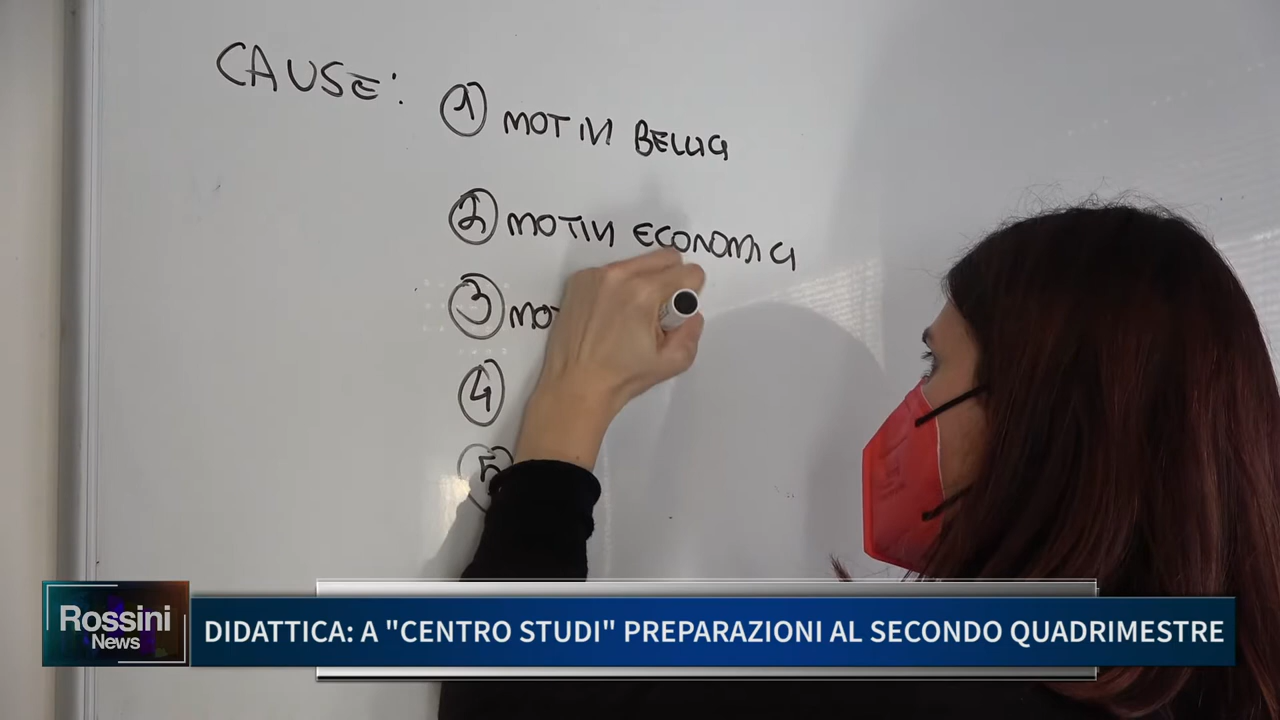 CAUSE:
① MOTIVI BELLICI
② MOTIVI ECONOMICI
③ MOT
④
⑤
Rossini
News
DIDATTICA: A "CENTRO STUDI" PREPARAZIONI AL SECONDO QUADRIMESTRE